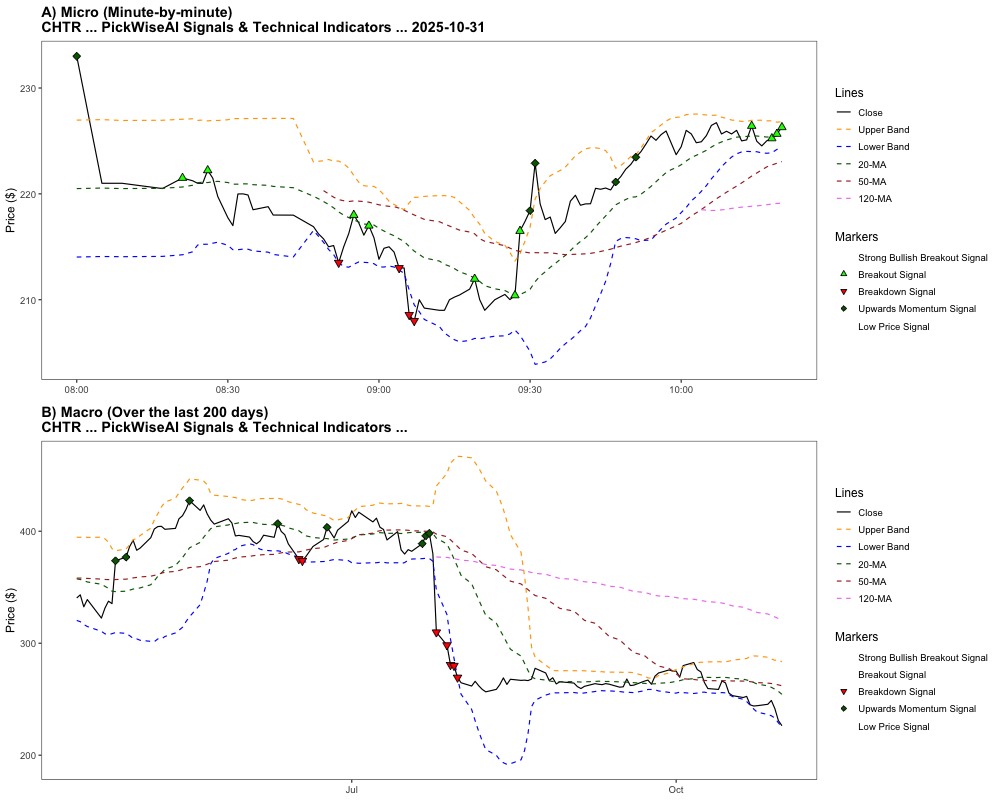 A) Micro (Minute-by-minute)
CHTR ... PickWiseAI Signals & Technical Indicators ... 2025-10-31
Price ($)
230
220
210
08:00
08:30
09:00
09:30
10:00
Lines
Close
Upper Band
Lower Band
20-MA
50-MA
120-MA
Markers
Strong Bullish Breakout Signal
Breakout Signal
Breakdown Signal
Upwards Momentum Signal
Low Price Signal
B) Macro (Over the last 200 days)
CHTR ... PickWiseAI Signals & Technical Indicators ...
Price ($)
400
300
200
Jul
Oct
Lines
Close
Upper Band
Lower Band
20-MA
50-MA
120-MA
Markers
Strong Bullish Breakout Signal
Breakout Signal
Breakdown Signal
Upwards Momentum Signal
Low Price Signal